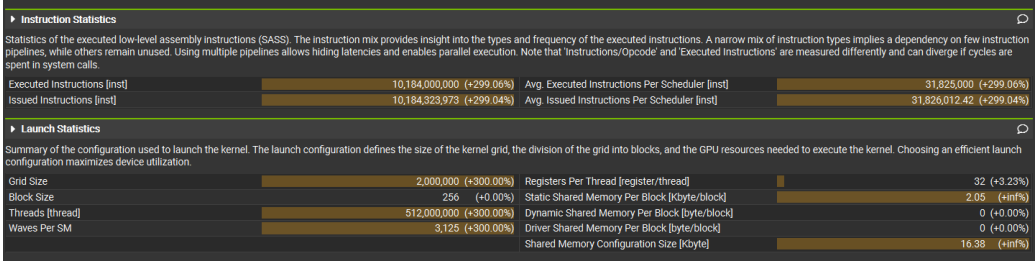 Instruction Statistics
Statistics of the executed low-level assembly instructions (SASS). The instruction mix provides insight into the types and frequency of the executed instructions. A narrow mix of instruction types implies a dependency on few instruction
pipelines, while others remain unused. Using multiple pipelines allows hiding latencies and enables parallel execution. Note that 'Instructions/Opcode' and 'Executed Instructions' are measured differently and can diverge if cycles are
spent in system calls.
Executed Instructions [inst] 10,184,000,000 (+299.06%) Avg. Executed Instructions Per Scheduler [inst] 31,825,000 (+299.06%)
Issued Instructions [inst] 10,184,323,973 (+299.04%) Avg. Issued Instructions Per Scheduler [inst] 31,826,012.42 (+299.04%)
Launch Statistics
Summary of the configuration used to launch the kernel. The launch configuration defines the size of the kernel grid, the division of the grid into blocks, and the GPU resources needed to execute the kernel. Choosing an efficient launch
configuration maximizes device utilization.
Grid Size 2,000,000 (+300.00%) Registers Per Thread [register/thread] 32 (+3.23%)
Block Size 256 (+0.00%) Static Shared Memory Per Block [Kbyte/block] 2.05 (+inf%)
Threads [thread] 512,000,000 (+300.00%) Dynamic Shared Memory Per Block [byte/block] 0 (+0.00%)
Waves Per SM 3,125 (+300.00%) Driver Shared Memory Per Block [byte/block] 0 (+0.00%)
Shared Memory Configuration Size [Kbyte] 16.38 (+inf%)